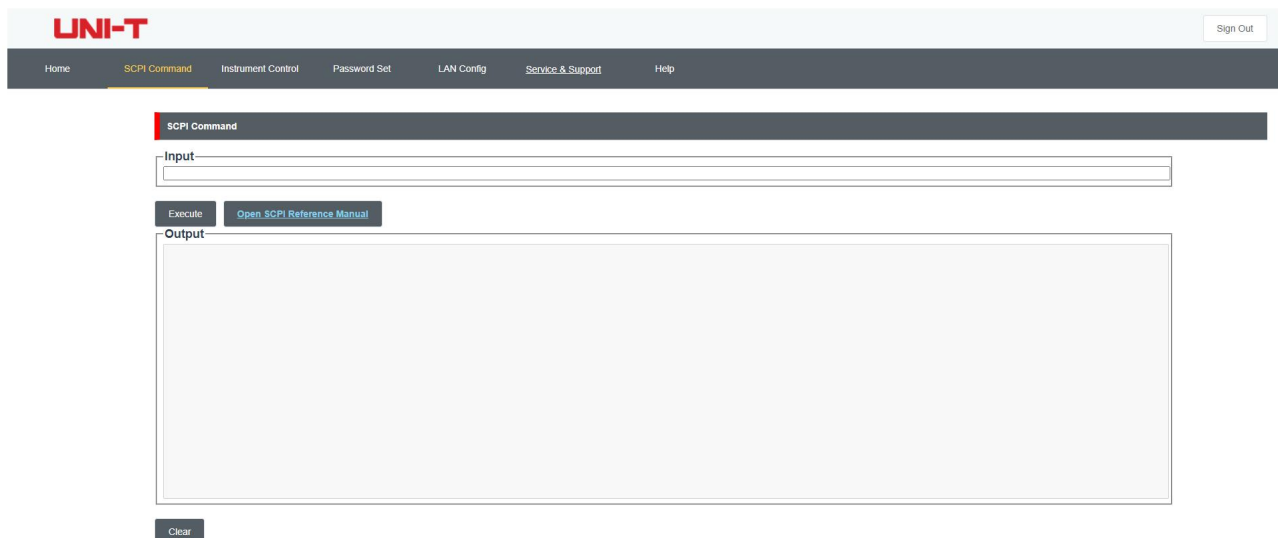 UNI-T
Sign Out
Home SCPI Command Instrument Control Password Set LAN Config Service & Support Help
SCPI Command
Input
Execute Open SCPI Reference Manual
Output
Clear